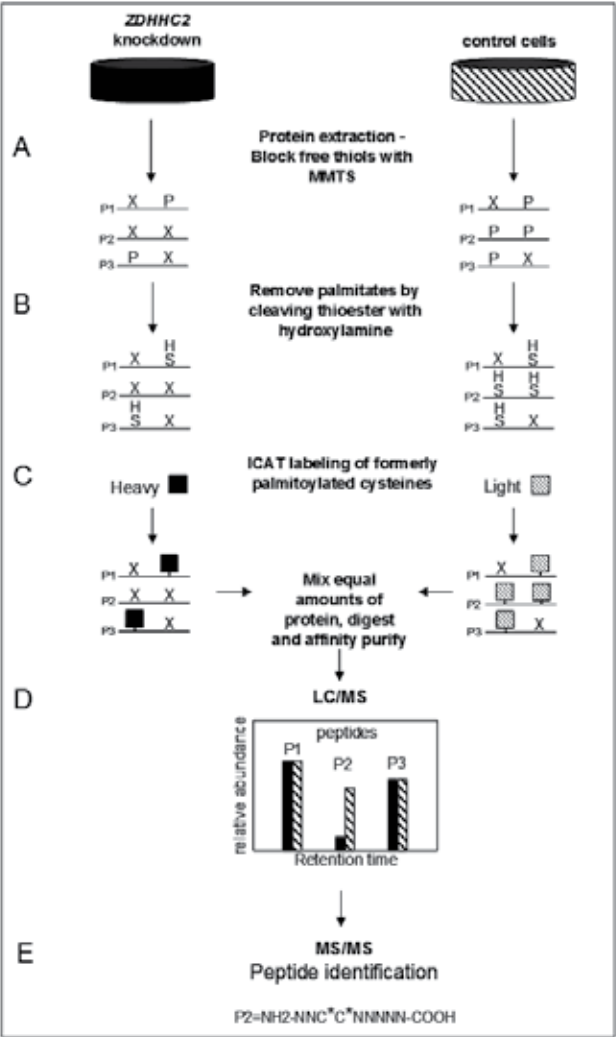 ZDHHC2
knockdown
control cells
A
Protein extraction -
Block free thiols with
MMTS
P1 X P
P2 X X
P3 P X
P1 X P
P2 P P
P3 P X
B
Remove palmitates by
cleaving thioester with
hydroxylamine
H
P1 X S
P2 X X
H
P3 S X
H
P1 X S
H H
P2 S S
H
P3 S X
C
ICAT labeling of formerly
palmitoylated cysteines
Heavy
Light
P1 X
P2 X X
P3 X
Mix equal
amounts of
protein, digest
and affinity purify
P1 X
P2
P3 X
D
LC/MS
relative abundance
peptides
P1
P2
P3
Retention time
E
MS/MS
Peptide identification
P2=NH2-NNC*C*NNNNN-COOH